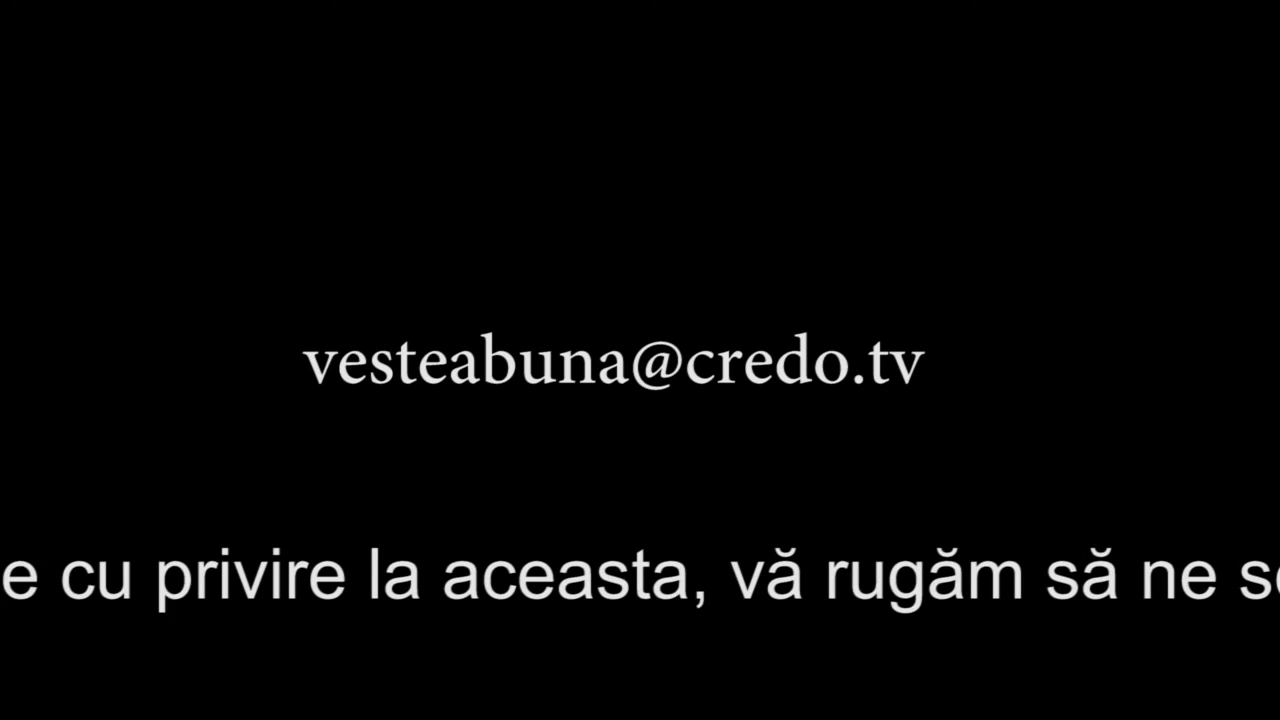 vesteabuna@credo.tv
e cu privire la aceasta, vă rugăm să ne